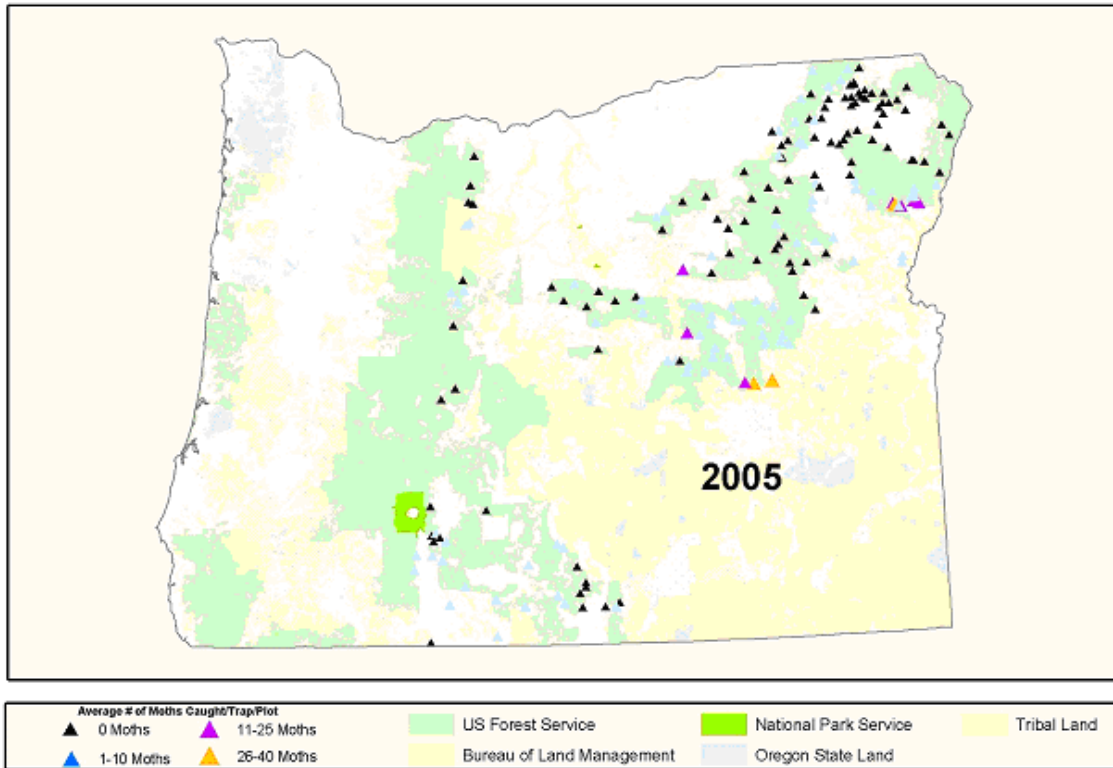 2005
Average # of Moths Caught/Trap/Plot
0 Moths
11-25 Moths
US Forest Service
National Park Service
Tribal Land
1-10 Moths
26-40 Moths
Bureau of Land Management
Oregon State Land